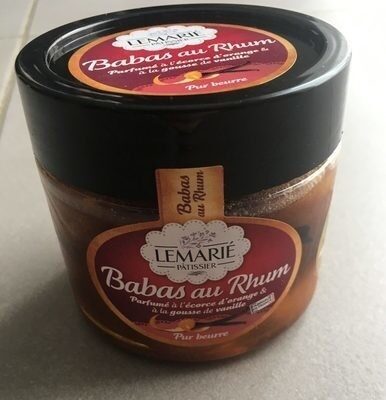 LEMARIÉ
PÂTISSIER
Babas au Rhum
Parfumé à l'écorce d'orange &
à la gousse de vanille
Pur beurre
Babas
au Rhum
LEMARIÉ
PÂTISSIER
Babas au Rhum
Parfumé à l'écorce d'orange &
à la gousse de vanille
Pur beurre